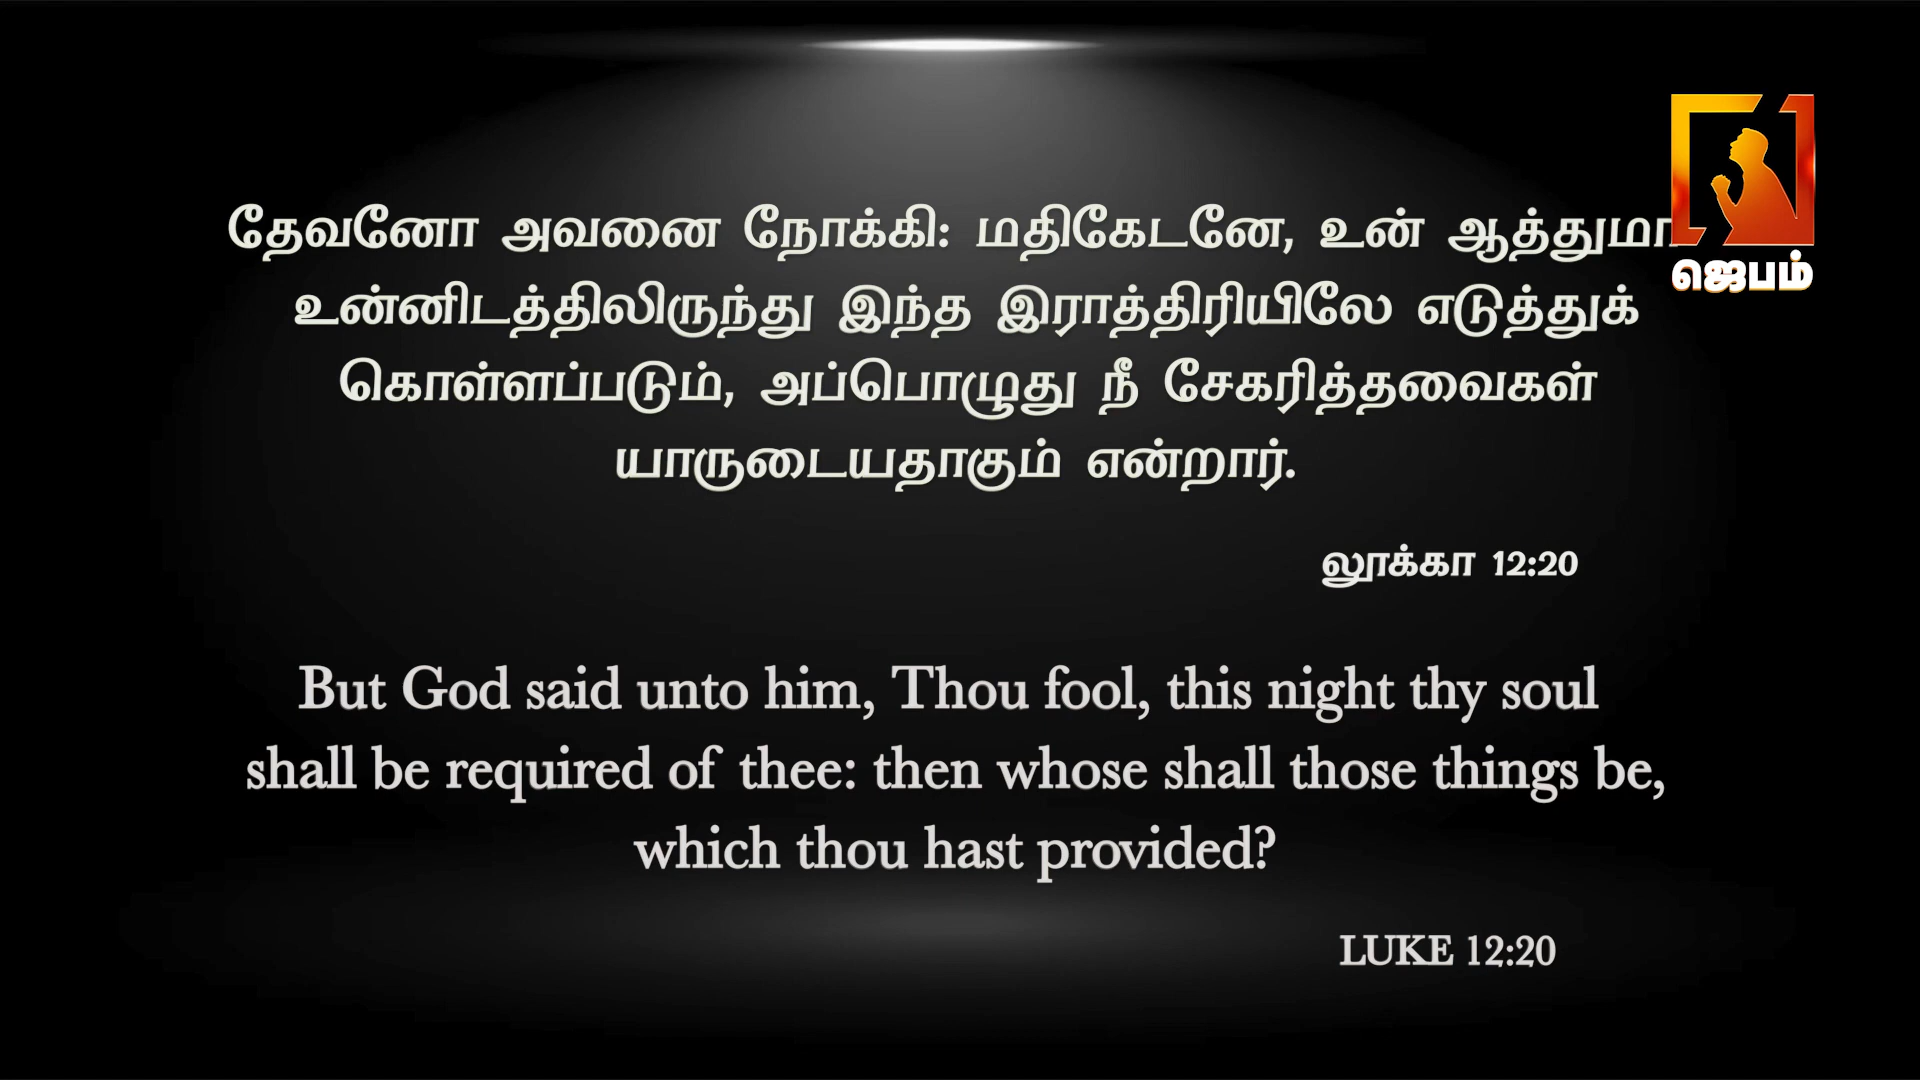 தேவனோ அவனை நோக்கி: மதிகேடனே, உன் ஆத்துமா
உன்னிடத்திலிருந்து இந்த இராத்திரியிலே எடுத்துக்
கொள்ளப்படும், அப்பொழுது நீ சேகரித்தவைகள்
யாருடையதாகும் என்றார்.
லூக்கா 12:20
But God said unto him, Thou fool, this night thy soul
shall be required of thee: then whose shall those things be,
which thou hast provided?
LUKE 12:20
ஜெபம்